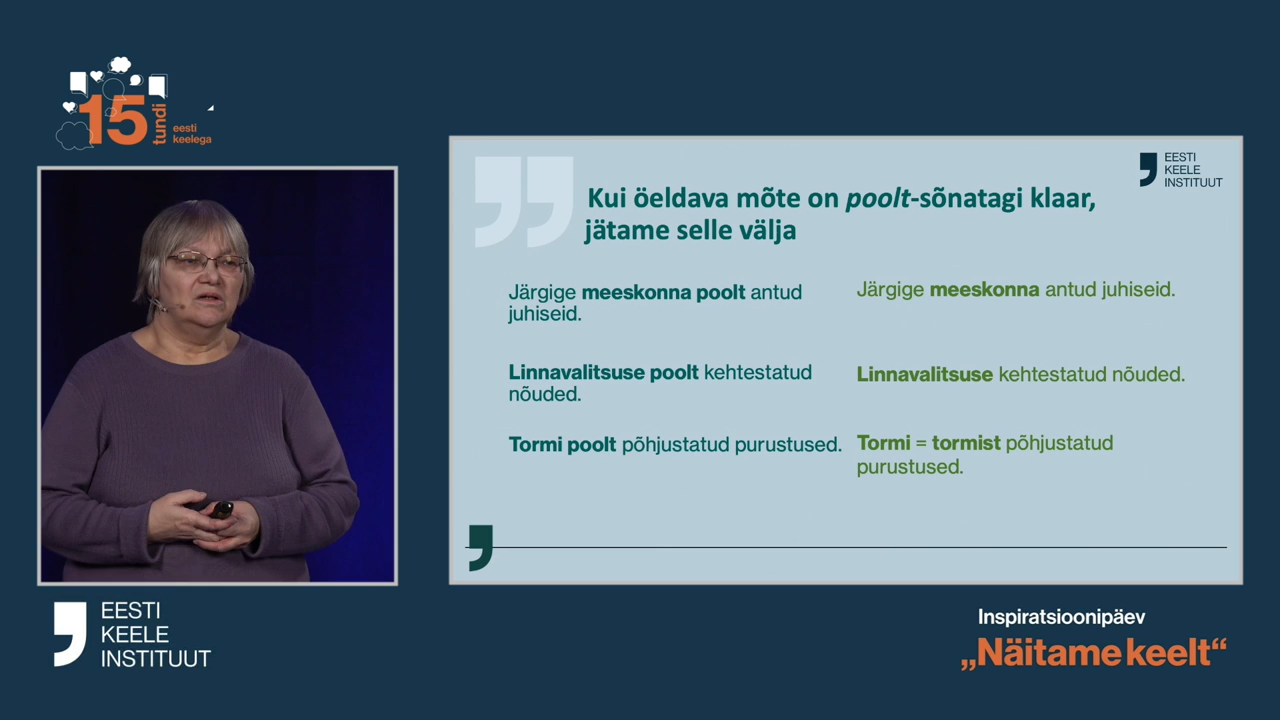 15
tundi
eesti
keelega
EESTI
KEELE
INSTITUUT
Kui öeldava mõte on poolt-sõnatagi klaar,
jätame selle välja
Järgige meeskonna poolt antud
juhiseid.
Järgige meeskonna antud juhiseid.
Linnavalitsuse poolt kehtestatud
nõuded.
Linnavalitsuse kehtestatud nõuded.
Tormi poolt põhjustatud purustused.
Tormi = tormist põhjustatud
purustused.
EESTI
KEELE
INSTITUUT
Inspiratsioonipäev
„Näitame keelt“